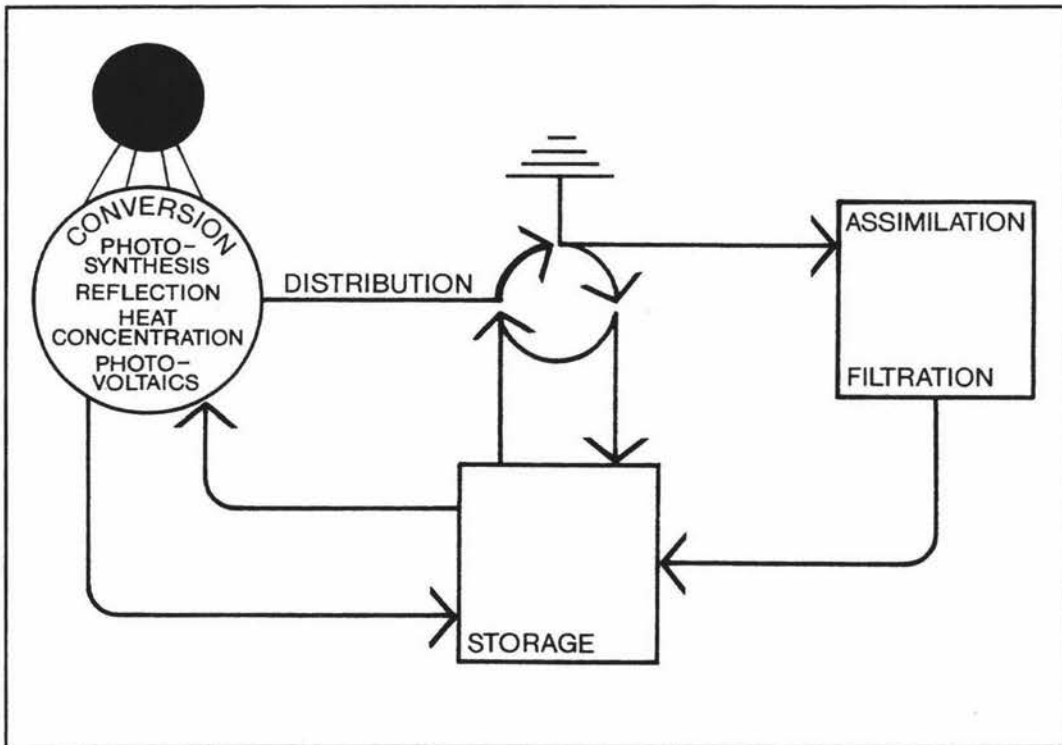 CONVERSION
PHOTO-
SYNTHESIS
REFLECTION
HEAT
CONCENTRATION
PHOTO-
VOLTAICS
DISTRIBUTION
ASSIMILATION
FILTRATION
STORAGE